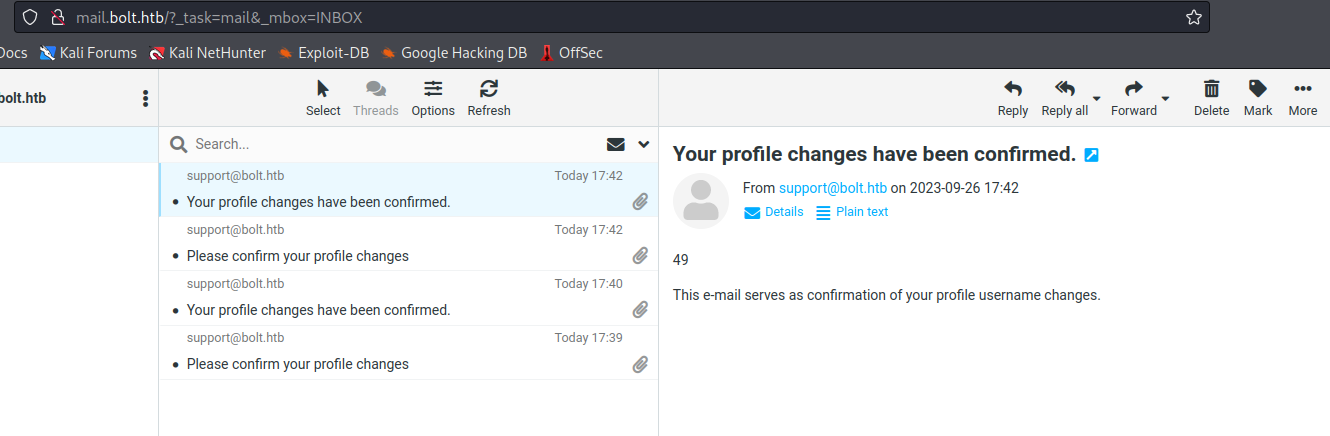 mail.bolt.htb/?_task=mail&_mbox=INBOX
Docs Kali Forums Kali NetHunter Exploit-DB Google Hacking DB OffSec
bolt.htb
Select Threads Options Refresh
Reply Reply all Forward Delete Mark More
Search...
support@bolt.htb Today 17:42
Your profile changes have been confirmed.
support@bolt.htb Today 17:42
Please confirm your profile changes
support@bolt.htb Today 17:40
Your profile changes have been confirmed.
support@bolt.htb Today 17:39
Please confirm your profile changes
Your profile changes have been confirmed.
From support@bolt.htb on 2023-09-26 17:42
Details Plain text
49
This e-mail serves as confirmation of your profile username changes.